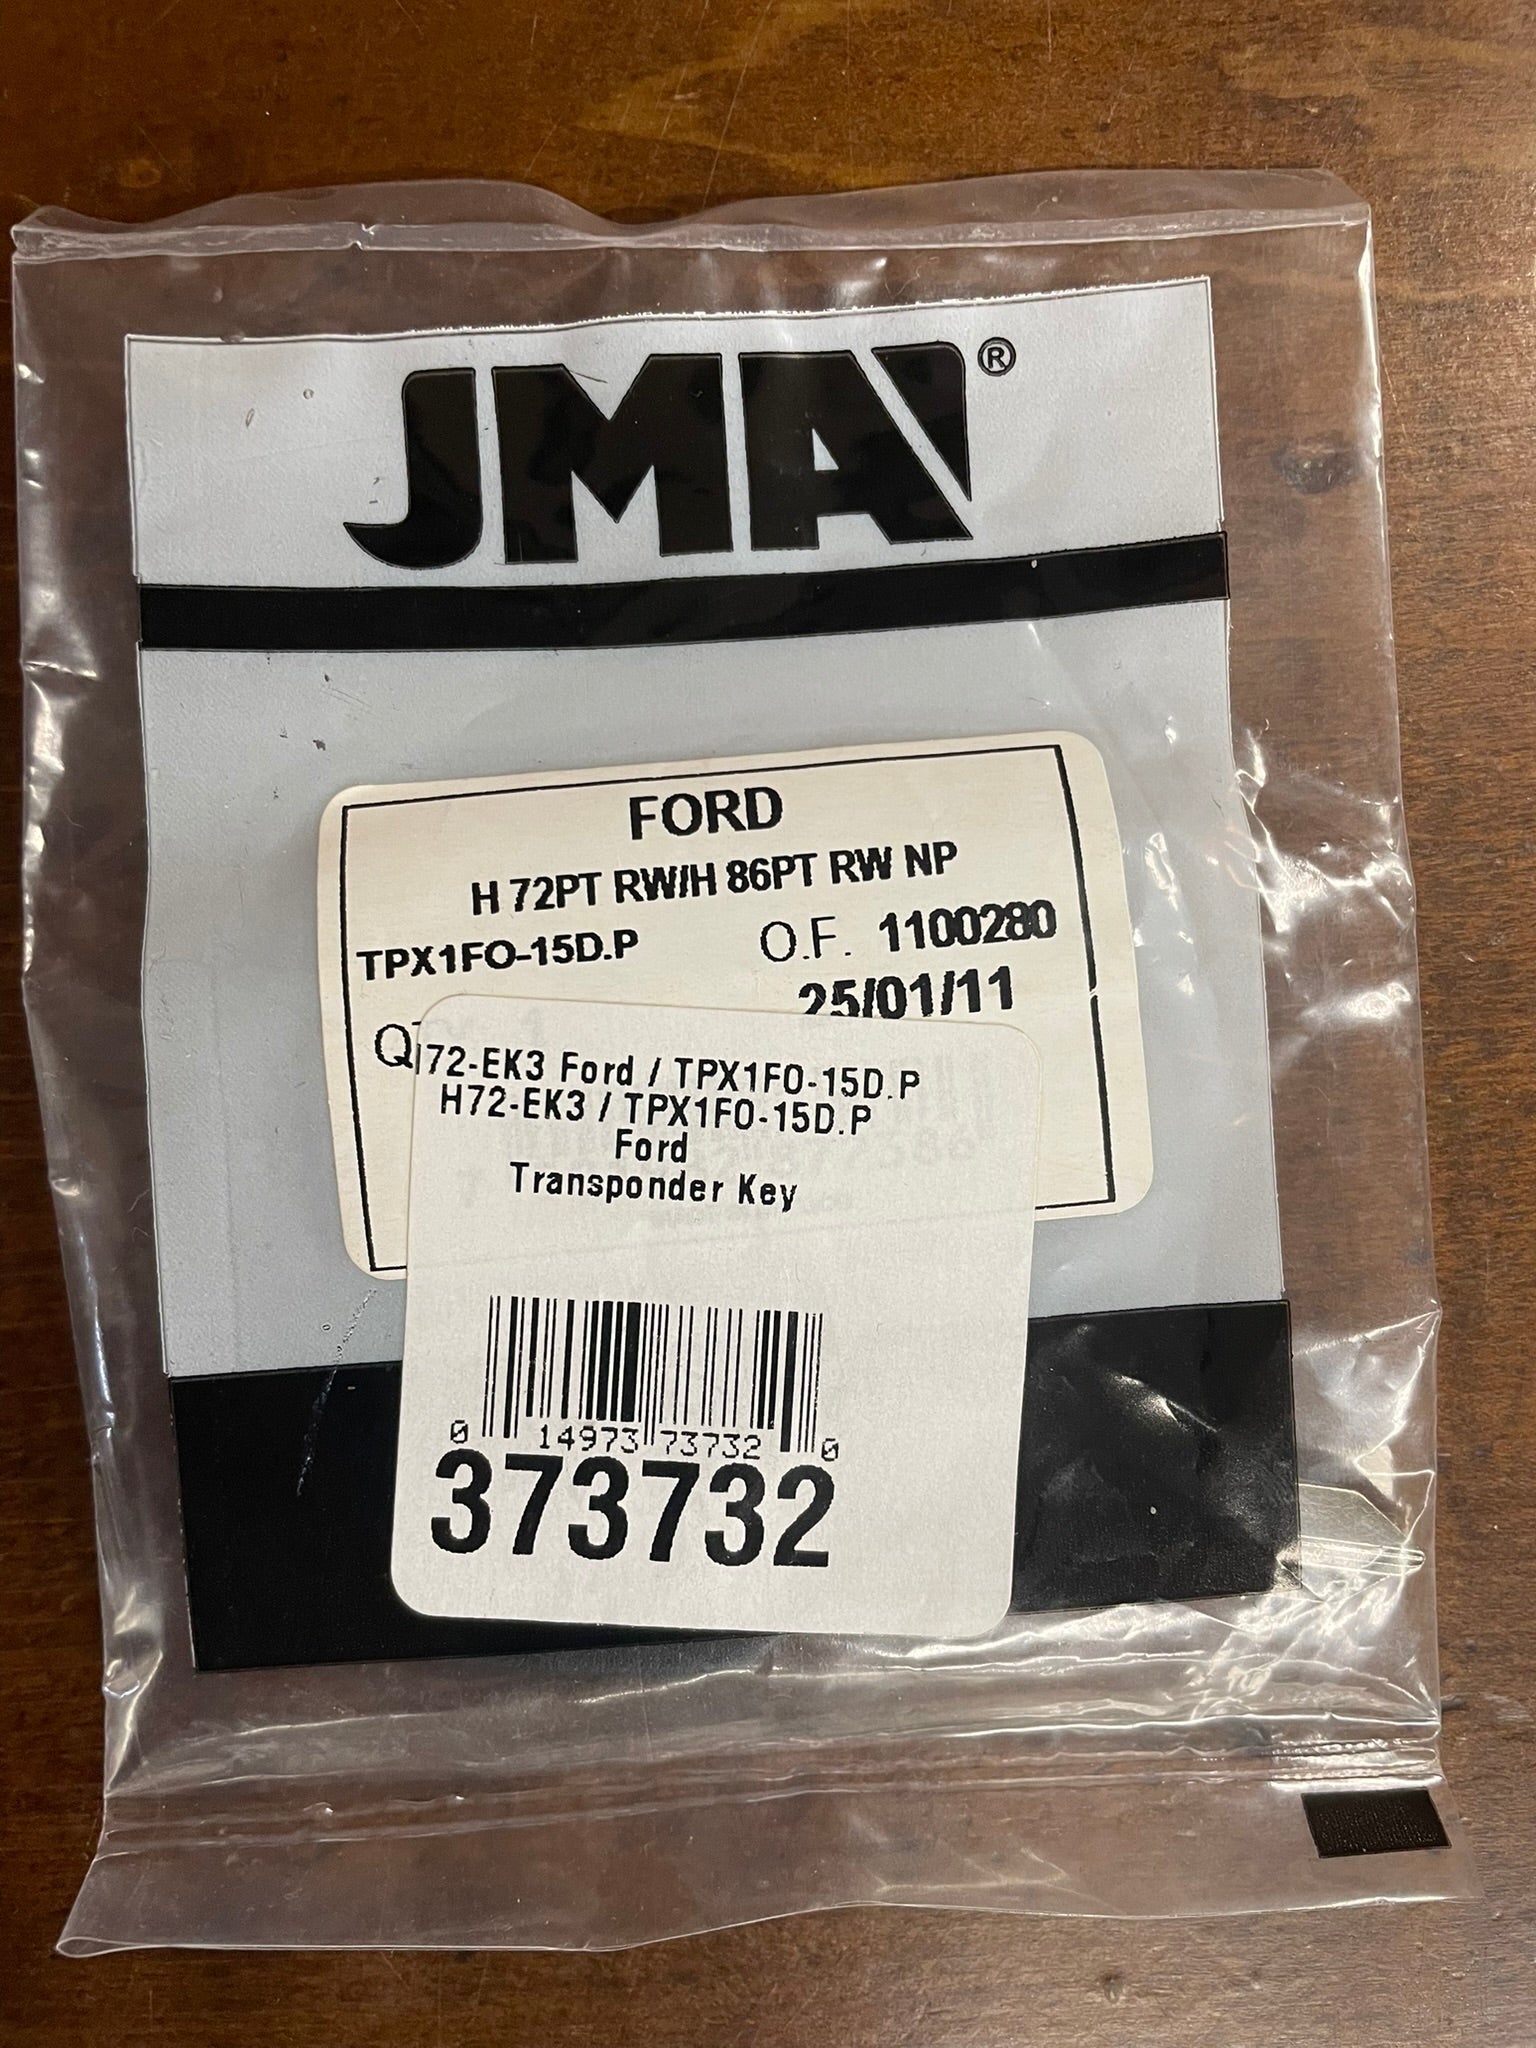 JMA®
FORD
H 72PT RW/H 86PT RW NP
TPX1FO-15D.P O.F. 1100280
25/01/11
H72-EK3 Ford / TPX1FO-15D.P
H72-EK3 / TPX1FO-15D.P
Ford
Transponder Key
0 14973 73732 0
373732